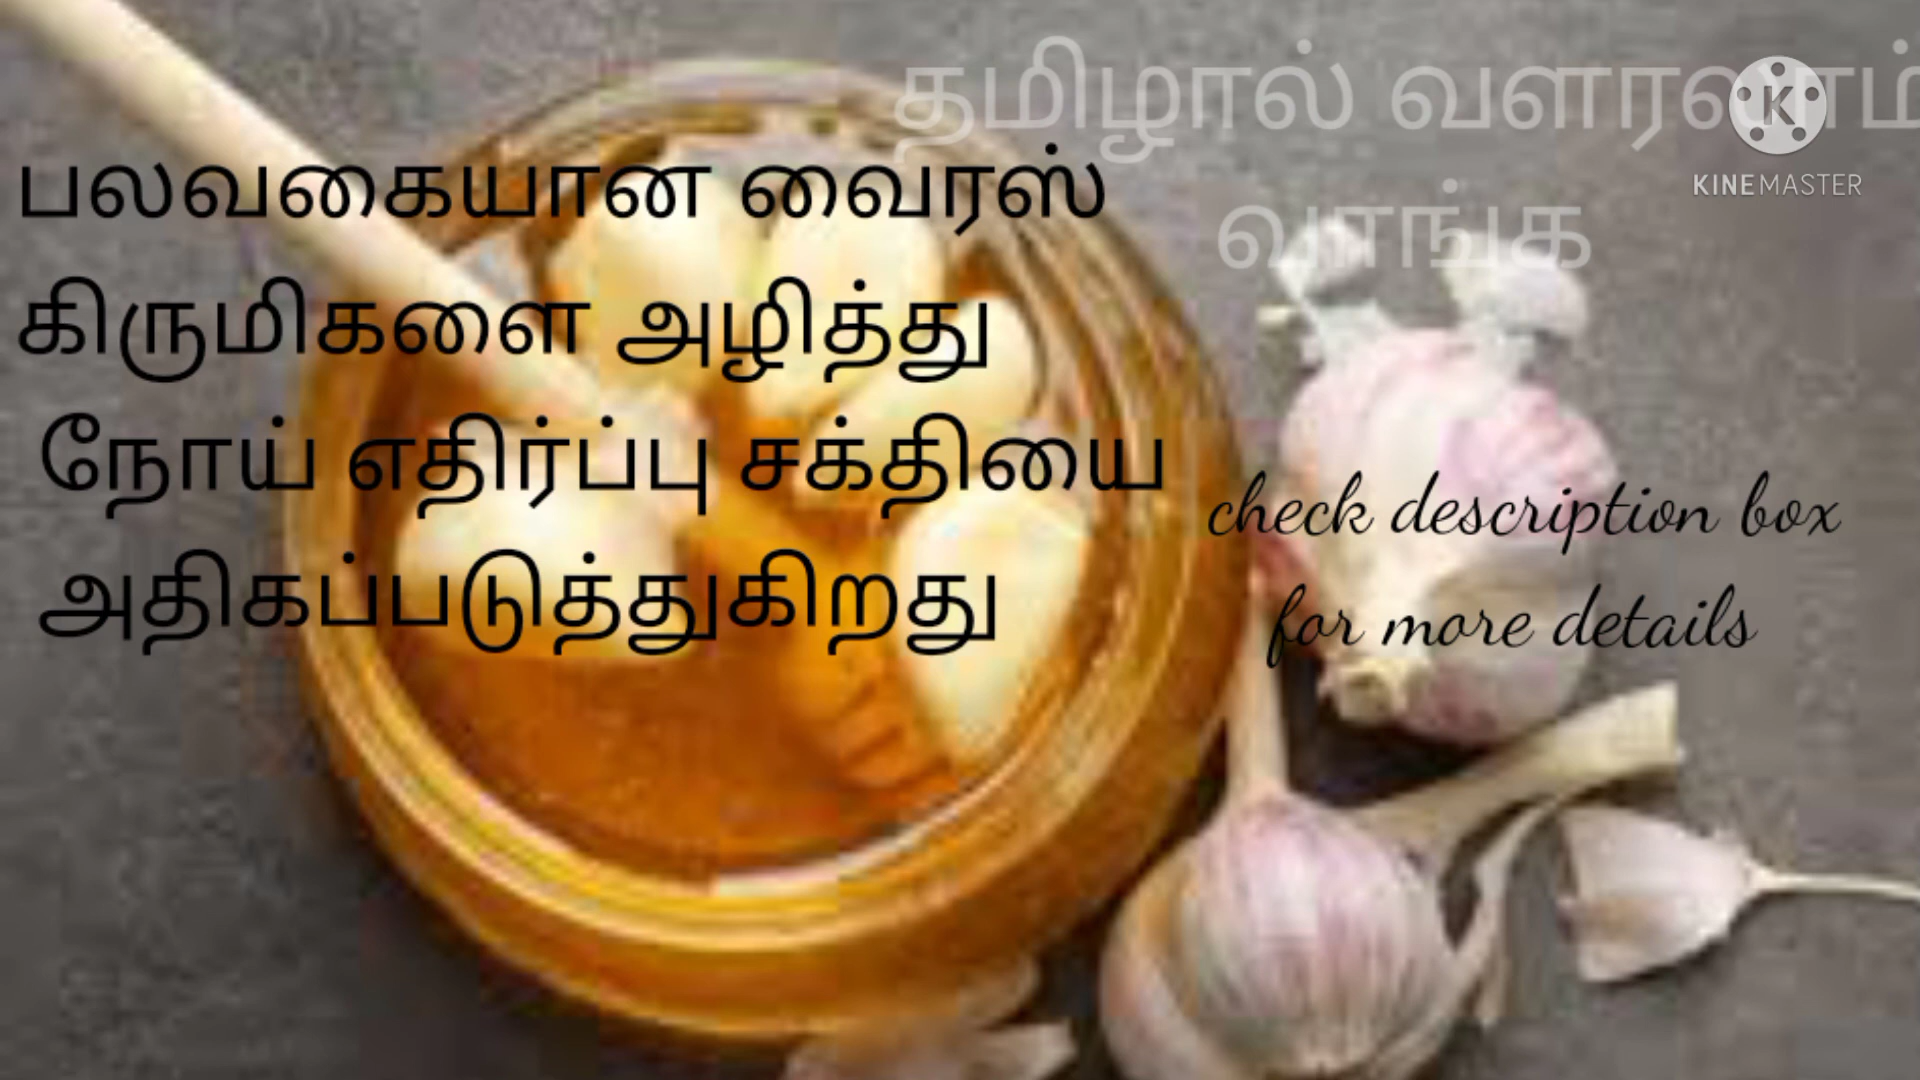 தமிழால் வளரலாம்
வாங்க
KINEMASTER
பலவகையான வைரஸ்
கிருமிகளை அழித்து
நோய் எதிர்ப்பு சக்தியை
அதிகப்படுத்துகிறது
check description box
for more details